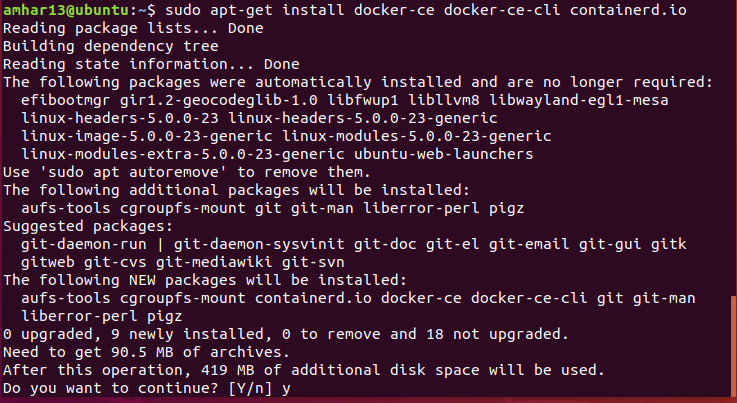 amhar13@ubuntu:~$ sudo apt-get install docker-ce docker-ce-cli containerd.io
Reading package lists... Done
Building dependency tree
Reading state information... Done
The following packages were automatically installed and are no longer required:
  efibootmgr gir1.2-geocodeglib-1.0 libfwup1 libllvm8 libwayland-egl1-mesa
  linux-headers-5.0.0-23 linux-headers-5.0.0-23-generic
  linux-image-5.0.0-23-generic linux-modules-5.0.0-23-generic
  linux-modules-extra-5.0.0-23-generic ubuntu-web-launchers
Use 'sudo apt autoremove' to remove them.
The following additional packages will be installed:
  aufs-tools cgroupfs-mount git git-man liberror-perl pigz
Suggested packages:
  git-daemon-run | git-daemon-sysvinit git-doc git-el git-email git-gui gitk
  gitweb git-cvs git-mediawiki git-svn
The following NEW packages will be installed:
  aufs-tools cgroupfs-mount containerd.io docker-ce docker-ce-cli git git-man
  liberror-perl pigz
0 upgraded, 9 newly installed, 0 to remove and 18 not upgraded.
Need to get 90.5 MB of archives.
After this operation, 419 MB of additional disk space will be used.
Do you want to continue? [Y/n] y